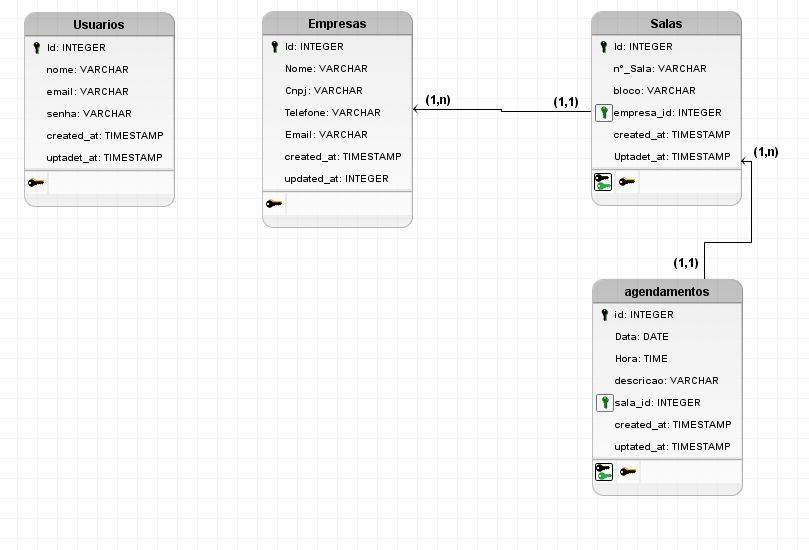 Usuarios
Id: INTEGER
nome: VARCHAR
email: VARCHAR
senha: VARCHAR
created_at: TIMESTAMP
uptadet_at: TIMESTAMP
Empresas
Id: INTEGER
Nome: VARCHAR
Cnpj: VARCHAR
Telefone: VARCHAR
Email: VARCHAR
created_at: TIMESTAMP
updated_at: INTEGER
(1,n)
(1,1)
Salas
Id: INTEGER
n°_Sala: VARCHAR
bloco: VARCHAR
empresa_id: INTEGER
created_at: TIMESTAMP
Uptadet_at: TIMESTAMP
(1,n)
(1,1)
agendamentos
id: INTEGER
Data: DATE
Hora: TIME
descricao: VARCHAR
sala_id: INTEGER
created_at: TIMESTAMP
uptated_at: TIMESTAMP